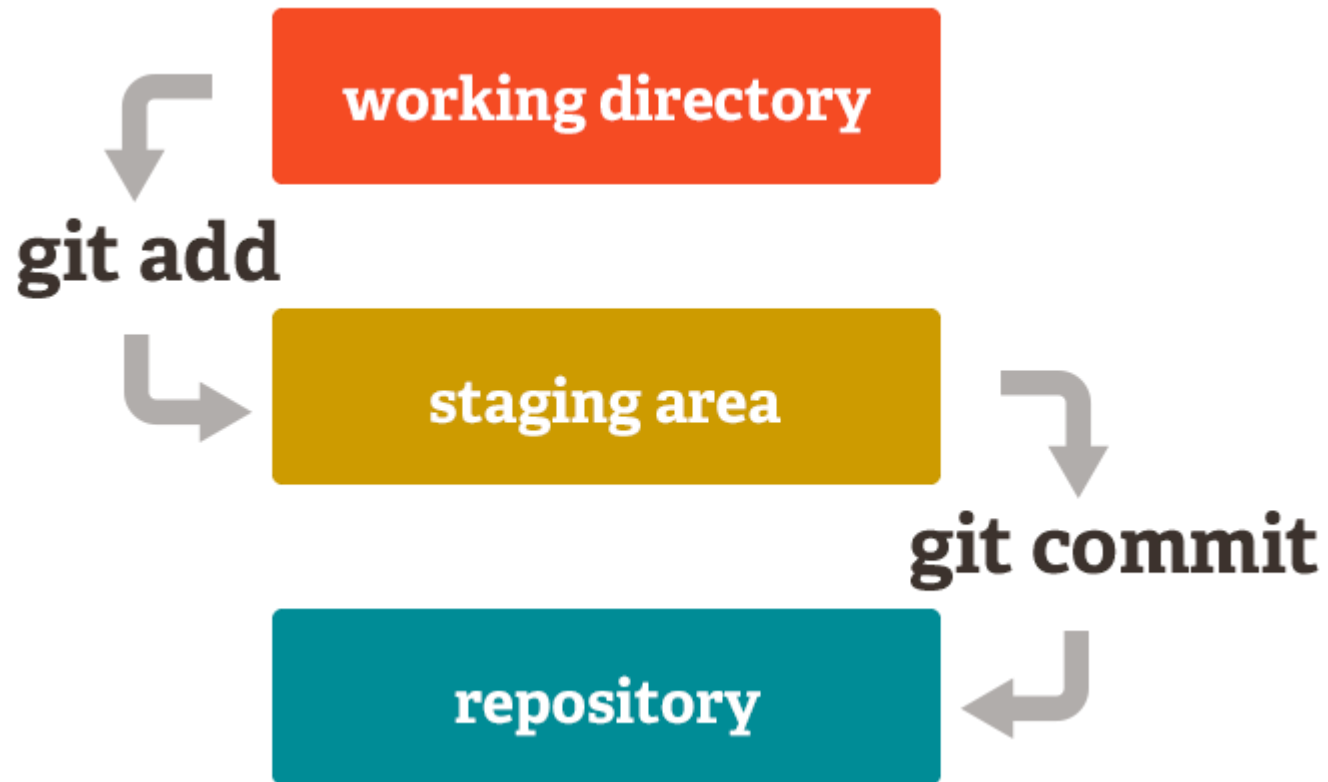 working directory
git add
staging area
git commit
repository